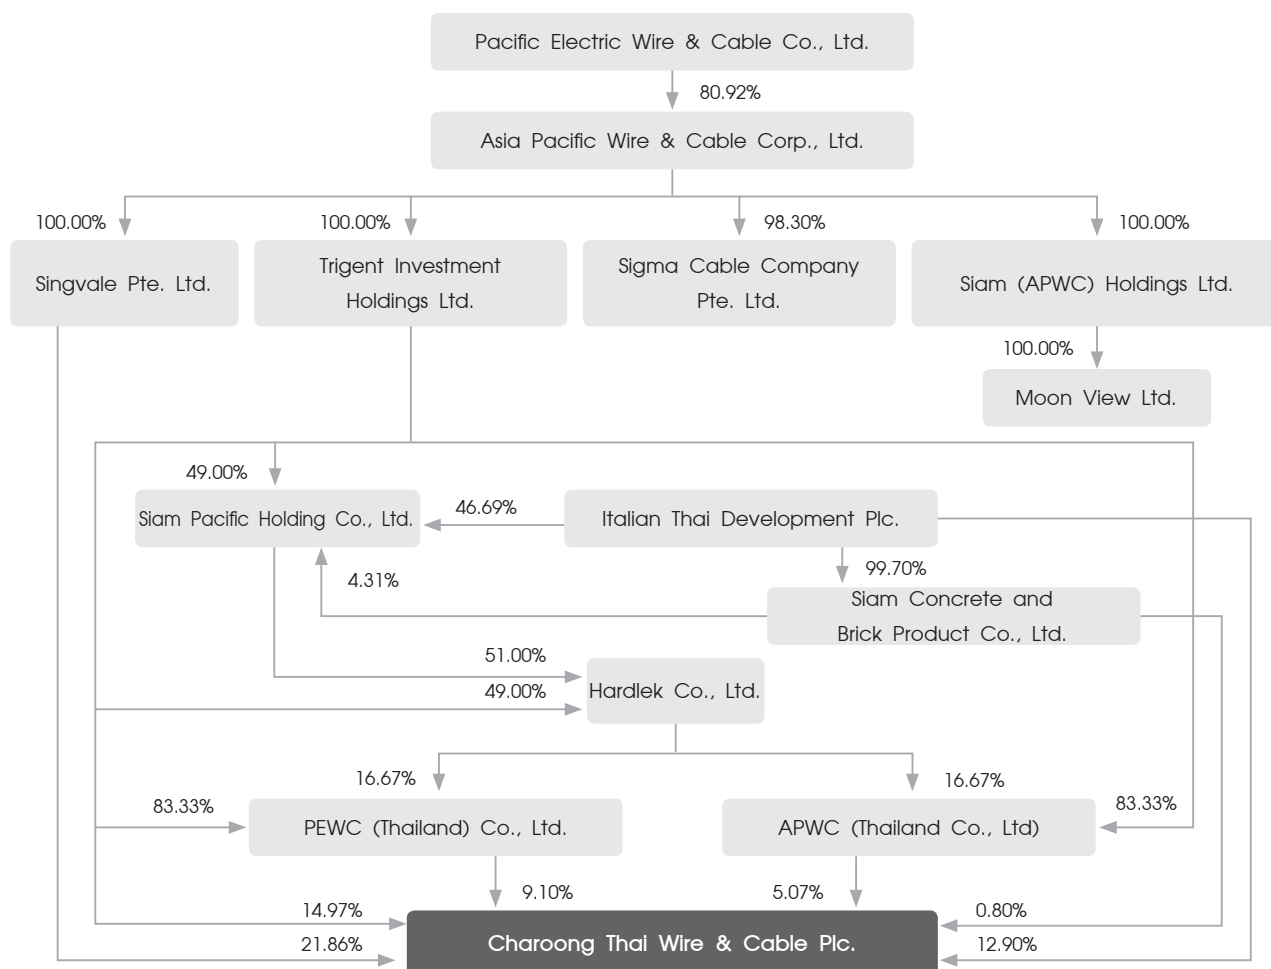 Pacific Electric Wire & Cable Co., Ltd.
80.92%
Asia Pacific Wire & Cable Corp., Ltd.
100.00%
100.00%
98.30%
100.00%
Singvale Pte. Ltd.
Trigent Investment
Holdings Ltd.
Sigma Cable Company
Pte. Ltd.
Siam (APWC) Holdings Ltd.
100.00%
Moon View Ltd.
49.00%
Siam Pacific Holding Co., Ltd.
46.69%
Italian Thai Development Plc.
4.31%
99.70%
Siam Concrete and
Brick Product Co., Ltd.
51.00%
49.00%
Hardlek Co., Ltd.
16.67%
16.67%
83.33%
PEWC (Thailand) Co., Ltd.
APWC (Thailand Co., Ltd)
83.33%
9.10%
5.07%
14.97%
0.80%
21.86%
Charoong Thai Wire & Cable Plc.
12.90%